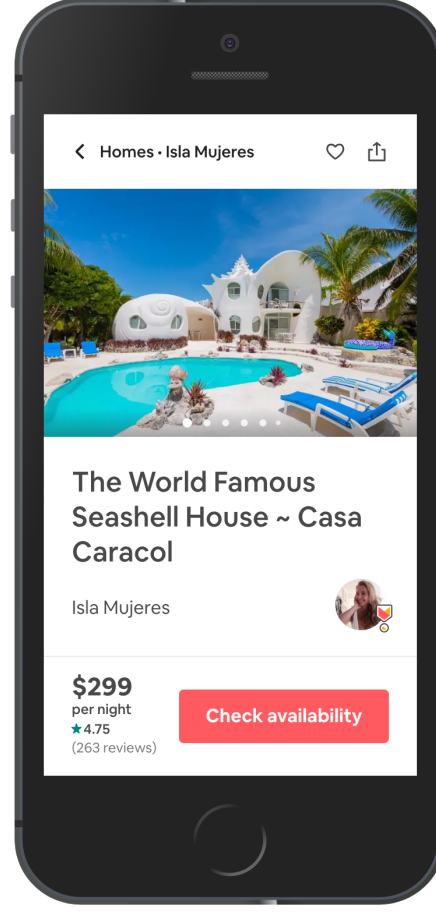 Homes · Isla Mujeres
The World Famous
Seashell House ~ Casa
Caracol
Isla Mujeres
$299
per night
★4.75
(263 reviews)
Check availability